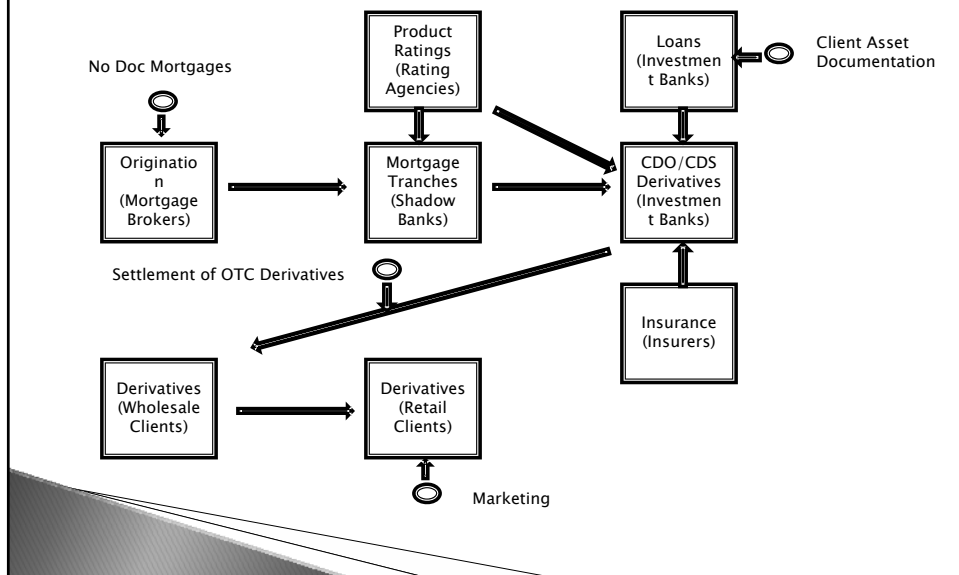 No Doc Mortgages
Product
Ratings
(Rating
Agencies)
Loans
(Investmen
t Banks)
Client Asset
Documentation
Originatio
n
(Mortgage
Brokers)
Mortgage
Tranches
(Shadow
Banks)
CDO/CDS
Derivatives
(Investmen
t Banks)
Settlement of OTC Derivatives
Insurance
(Insurers)
Derivatives
(Wholesale
Clients)
Derivatives
(Retail
Clients)
Marketing